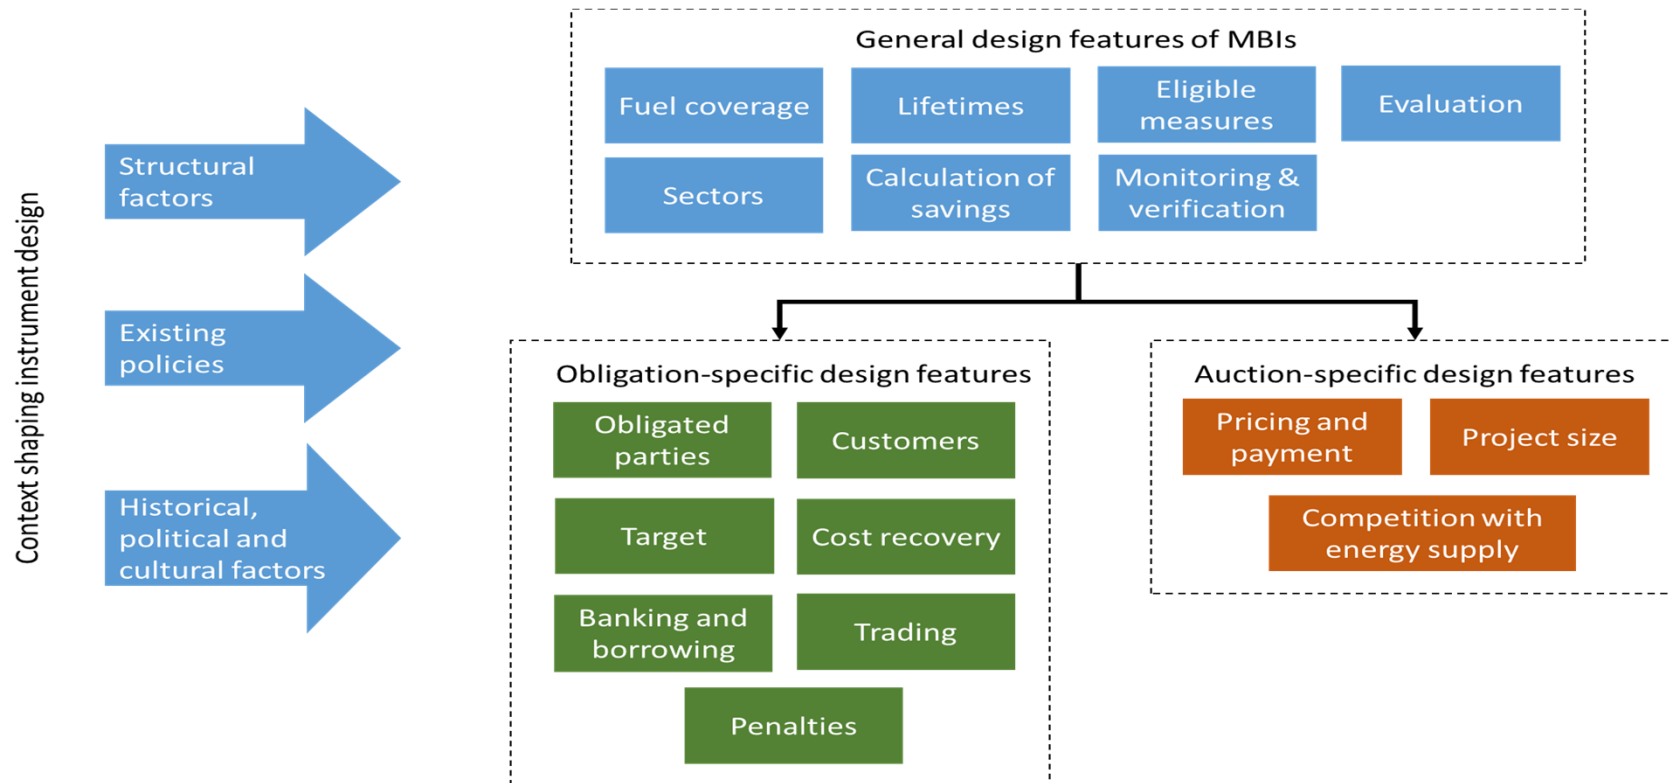 Context shaping instrument design
Structural
factors
Existing
policies
Historical,
political and
cultural factors
General design features of MBIs
Fuel coverage
Lifetimes
Eligible
measures
Evaluation
Sectors
Calculation of
savings
Monitoring &
verification
Obligation-specific design features
Obligated
parties
Customers
Target
Cost recovery
Banking and
borrowing
Trading
Penalties
Auction-specific design features
Pricing and
payment
Project size
Competition with
energy supply